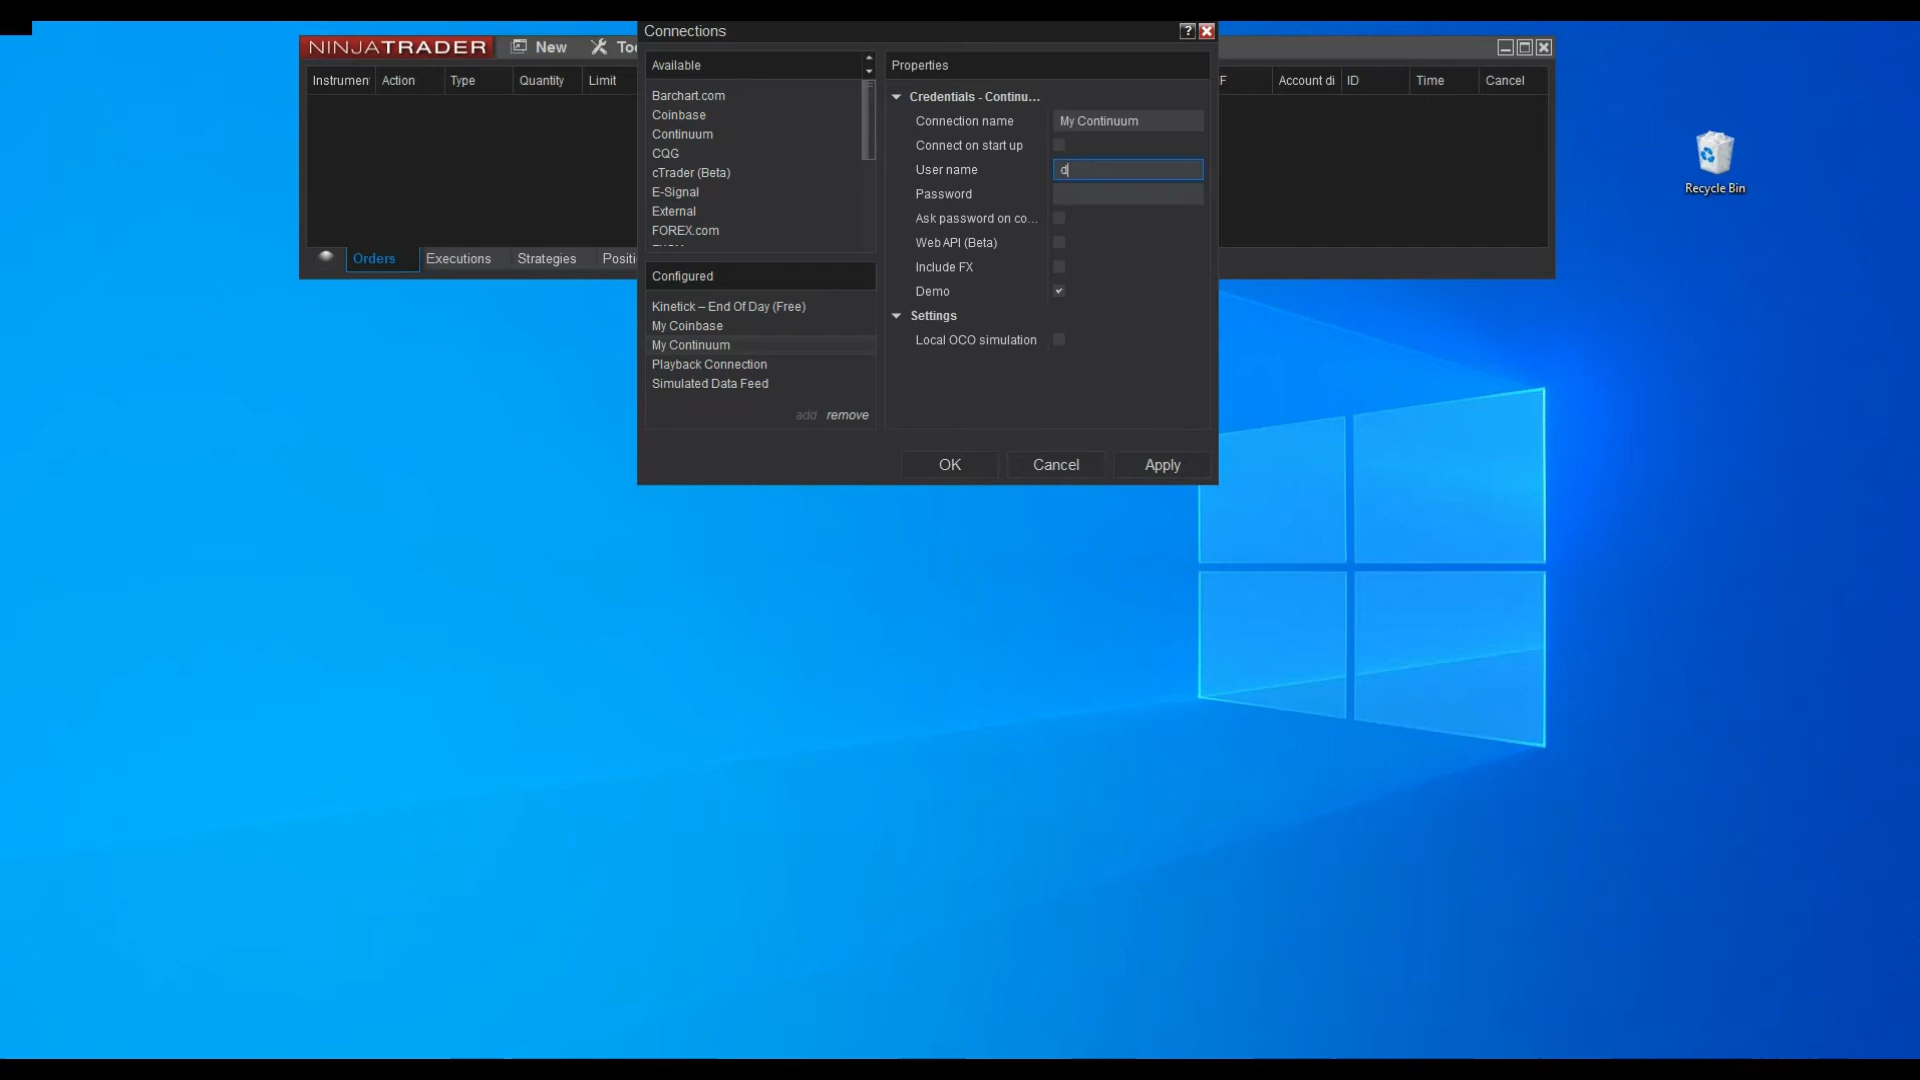 Connections
?
NINJATRADER New
Instrumen Action Type Quantity Limit
F Account di ID Time Cancel
Orders Executions Strategies Positi
Available
Barchart.com
Coinbase
Continuum
CQG
cTrader (Beta)
E-Signal
External
FOREX.com
Configured
Kinetick – End Of Day (Free)
My Coinbase
My Continuum
Playback Connection
Simulated Data Feed
add remove
Properties
Credentials - Continu...
Connection name My Continuum
Connect on start up
User name d
Password
Ask password on co...
Web API (Beta)
Include FX
Demo
Settings
Local OCO simulation
OK Cancel Apply
Recycle Bin